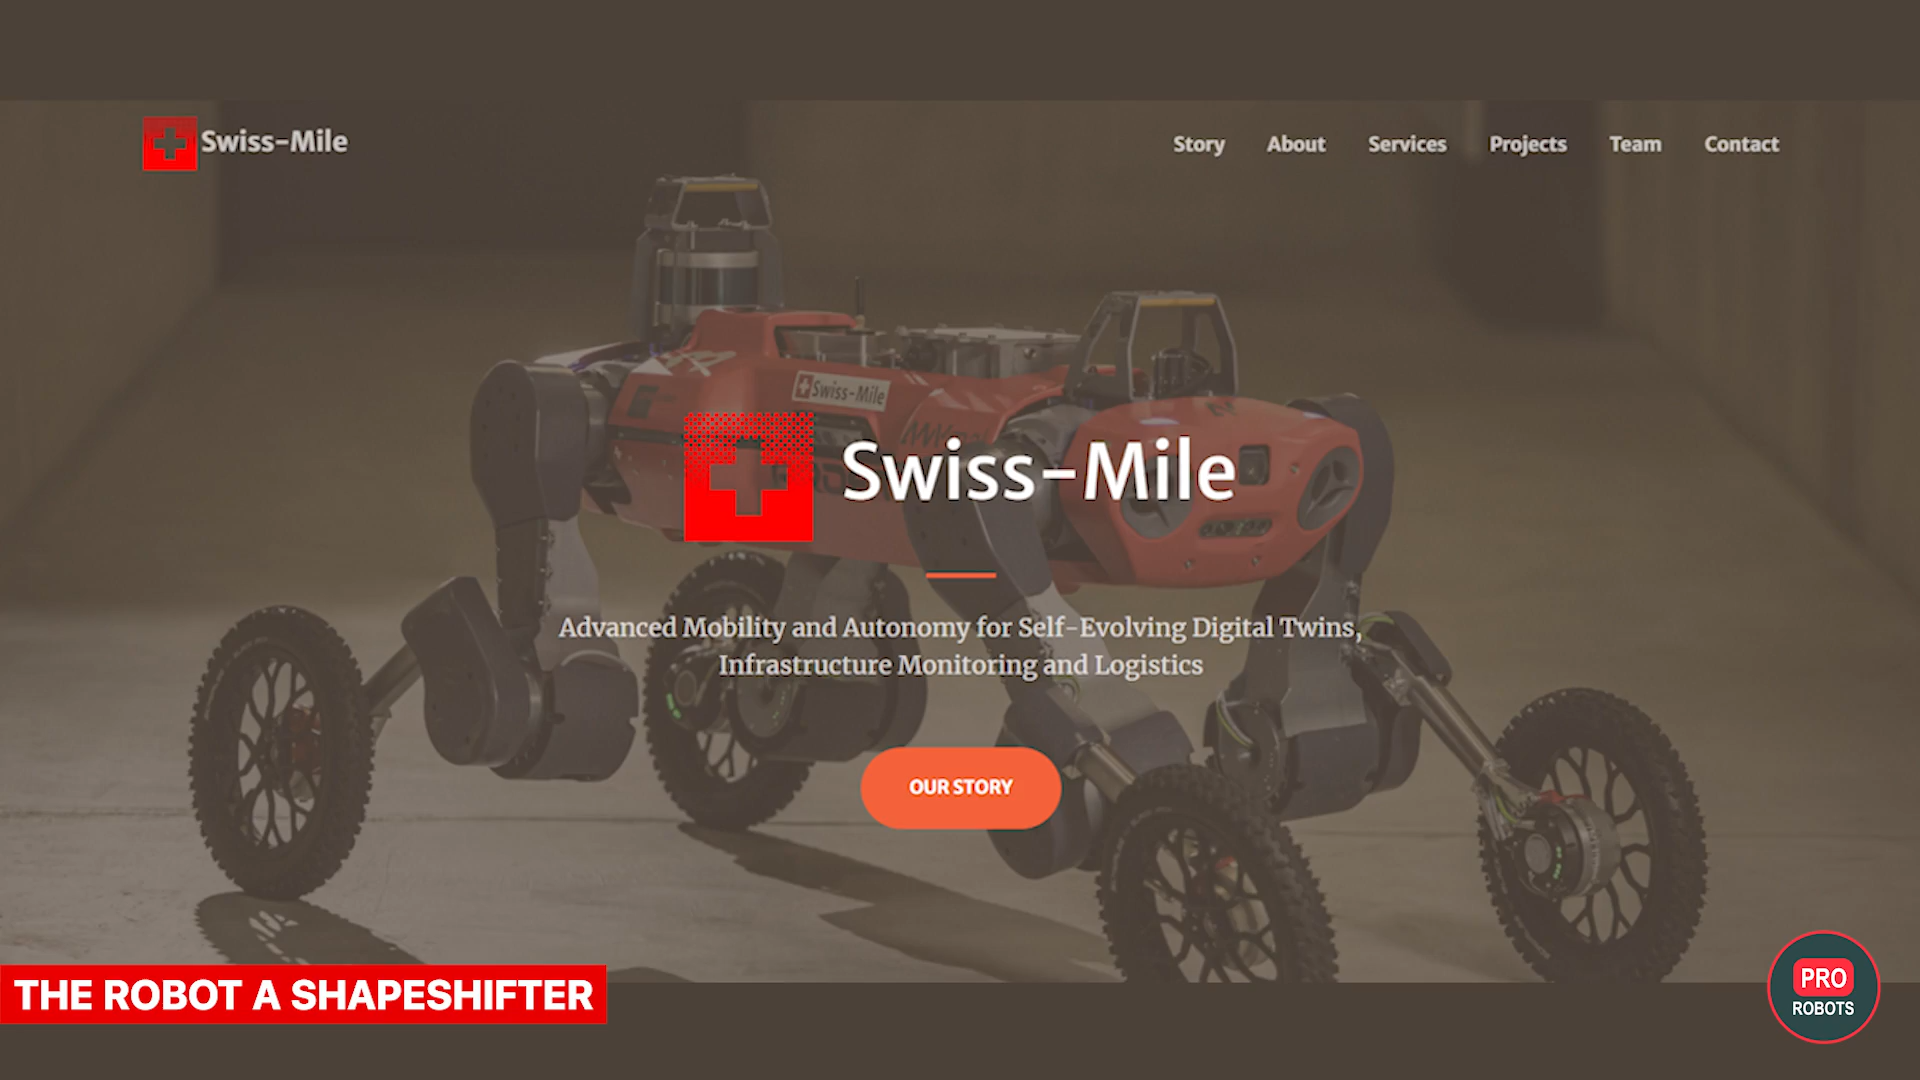 Swiss-Mile
Story About Services Projects Team Contact
Swiss-Mile
Swiss-Mile
Advanced Mobility and Autonomy for Self-Evolving Digital Twins,
Infrastructure Monitoring and Logistics
OUR STORY
THE ROBOT A SHAPESHIFTER
PRO
ROBOTS